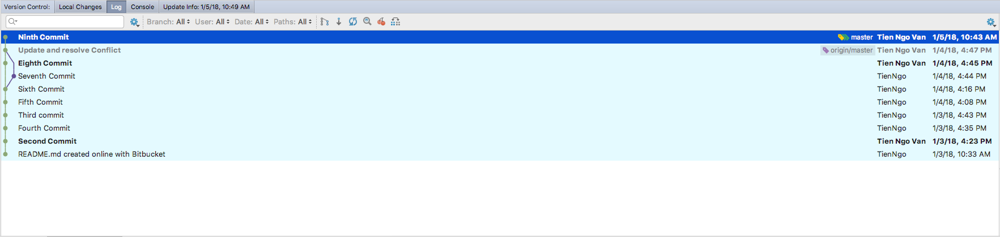 Version Control: Local Changes Log Console Update Info: 1/5/18, 10:49 AM
Branch: All User: All Date: All Paths: All
Ninth Commit master Tien Ngo Van 1/5/18, 10:43 AM
Update and resolve Conflict origin/master Tien Ngo Van 1/4/18, 4:47 PM
Eighth Commit Tien Ngo Van 1/4/18, 4:45 PM
Seventh Commit TienNgo 1/4/18, 4:44 PM
Sixth Commit TienNgo 1/4/18, 4:16 PM
Fifth Commit TienNgo 1/4/18, 4:08 PM
Third commit TienNgo 1/3/18, 4:43 PM
Fourth Commit TienNgo 1/3/18, 4:35 PM
Second Commit Tien Ngo Van 1/3/18, 4:23 PM
README.md created online with Bitbucket TienNgo 1/3/18, 10:33 AM